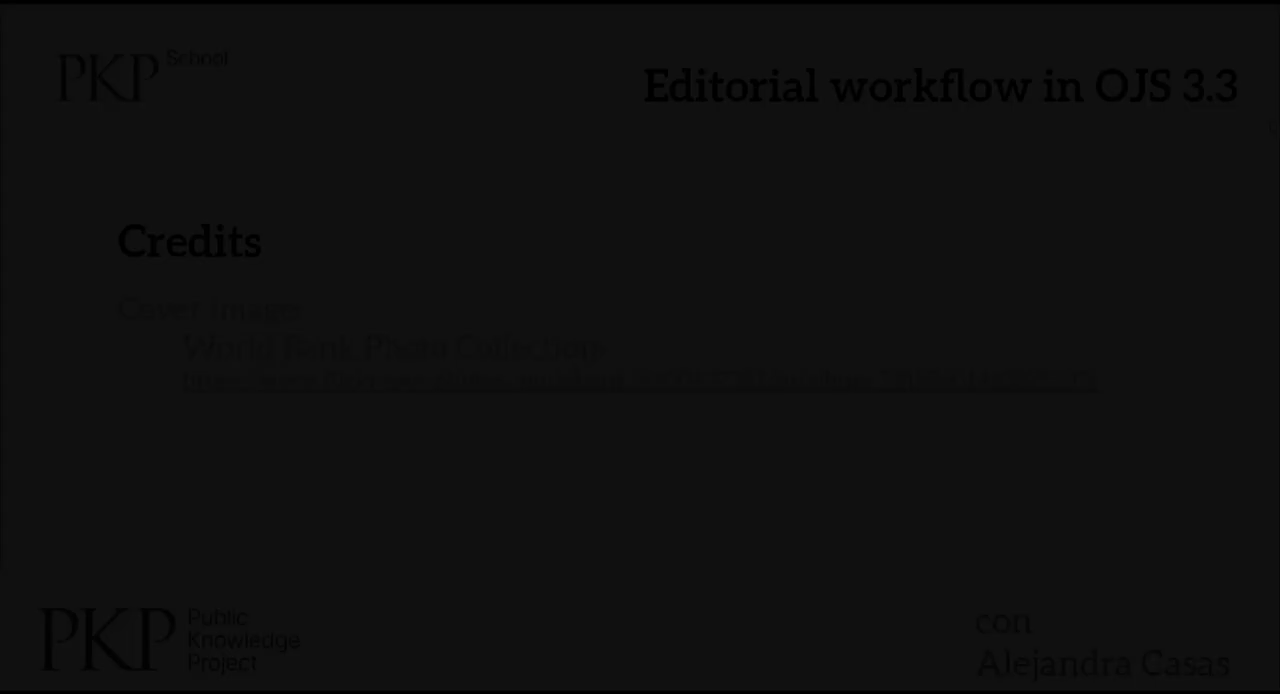 PKP School
Editorial workflow in OJS 3.3
Credits
Cover image:
World Bank Photo Collection
PKP Public
Knowledge
Project
con
Alejandra Casas